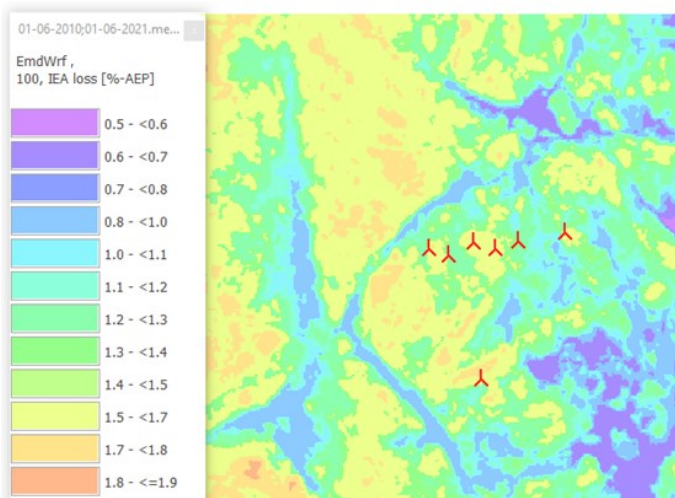 01-06-2010;01-06-2021.me...
EmdWrf ,
100, IEA loss [%-AEP]
0.5 - <0.6
0.6 - <0.7
0.7 - <0.8
0.8 - <1.0
1.0 - <1.1
1.1 - <1.2
1.2 - <1.3
1.3 - <1.4
1.4 - <1.5
1.5 - <1.7
1.7 - <1.8
1.8 - <=1.9